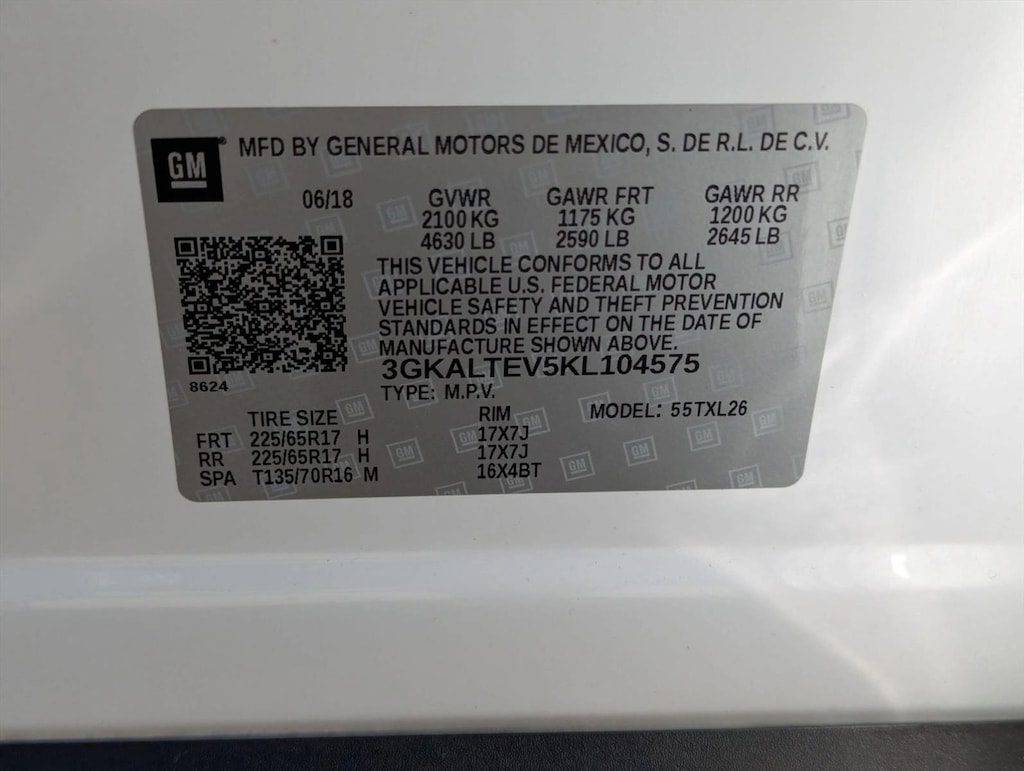 GM MFD BY GENERAL MOTORS DE MEXICO, S. DE R.L. DE C.V.
06/18 GVWR GAWR FRT GAWR RR
2100 KG 1175 KG 1200 KG
4630 LB 2590 LB 2645 LB
THIS VEHICLE CONFORMS TO ALL
APPLICABLE U.S. FEDERAL MOTOR
VEHICLE SAFETY AND THEFT PREVENTION
STANDARDS IN EFFECT ON THE DATE OF
MANUFACTURE SHOWN ABOVE.
3GKALTEV5KL104575
8624
TYPE: M.P.V.
TIRE SIZE RIM MODEL: 55TXL26
FRT 225/65R17 H 17X7J
RR 225/65R17 H 17X7J
SPA T135/70R16 M 16X4BT